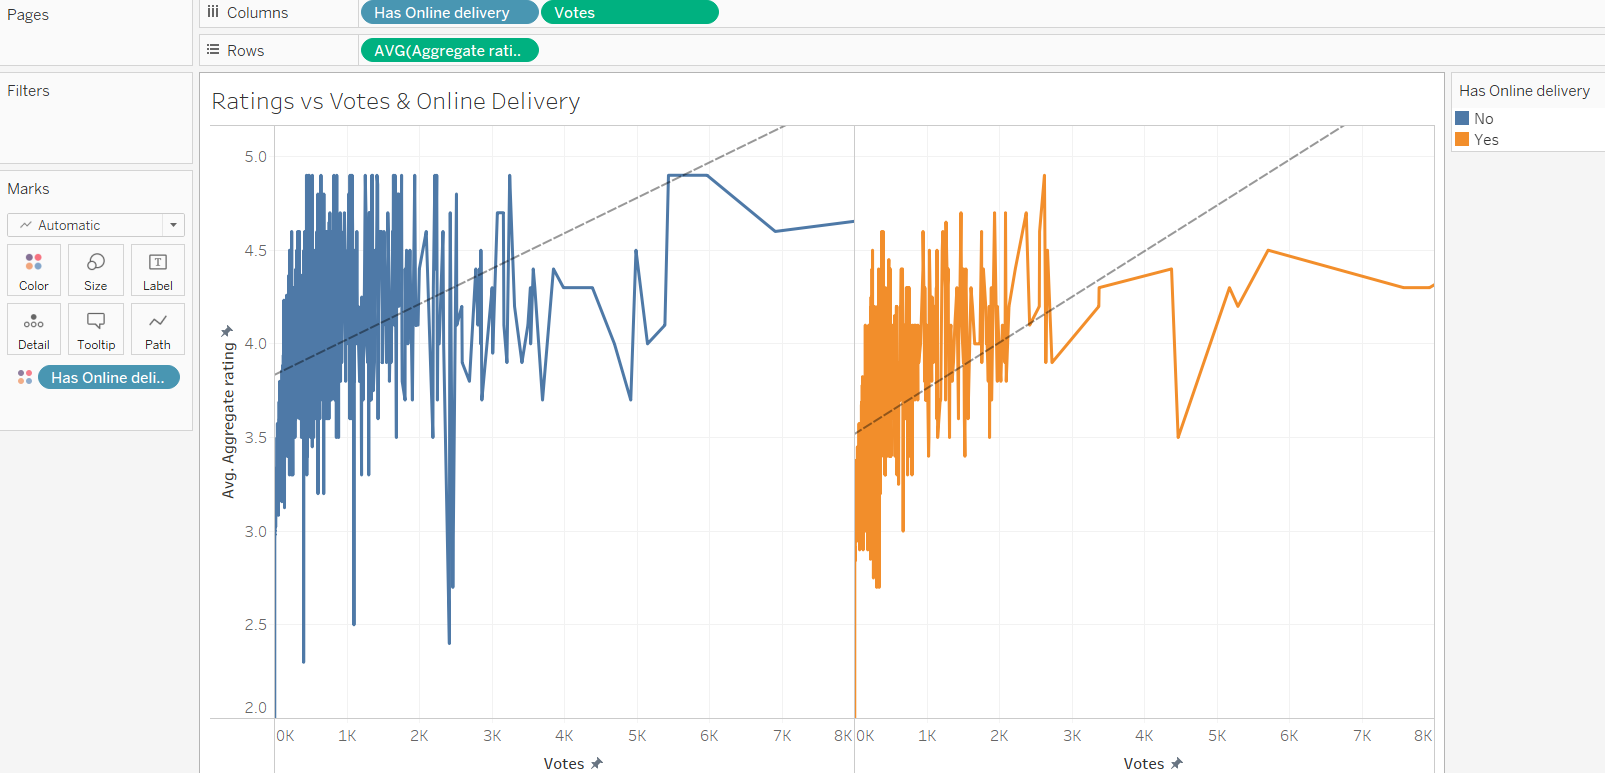 Pages
Columns
Has Online delivery
Votes
Rows
AVG(Aggregate rati..
Filters
Marks
Automatic
Color
Size
Label
Detail
Tooltip
Path
Has Online deli..
Ratings vs Votes & Online Delivery
Avg. Aggregate rating
5.0
4.5
4.0
3.5
3.0
2.5
2.0
0K 1K 2K 3K 4K 5K 6K 7K 8K
0K 1K 2K 3K 4K 5K 6K 7K 8K
Votes
Votes
Has Online delivery
No
Yes